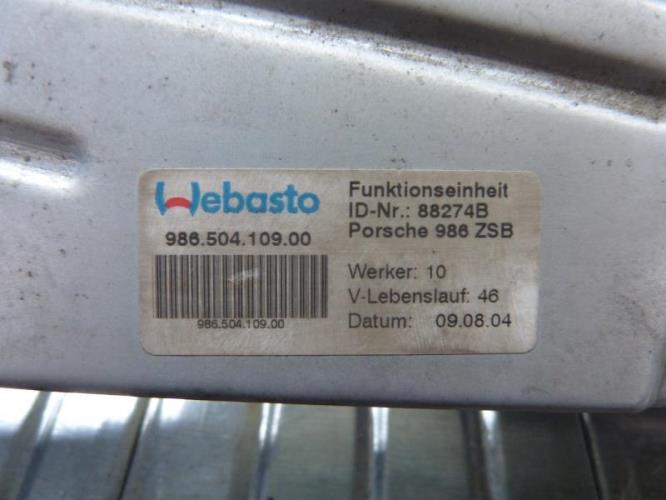 Webasto
986.504.109.00
986.504.109.00
Funktionseinheit
ID-Nr.: 88274B
Porsche 986 ZSB
Werker: 10
V-Lebenslauf: 46
Datum: 09.08.04